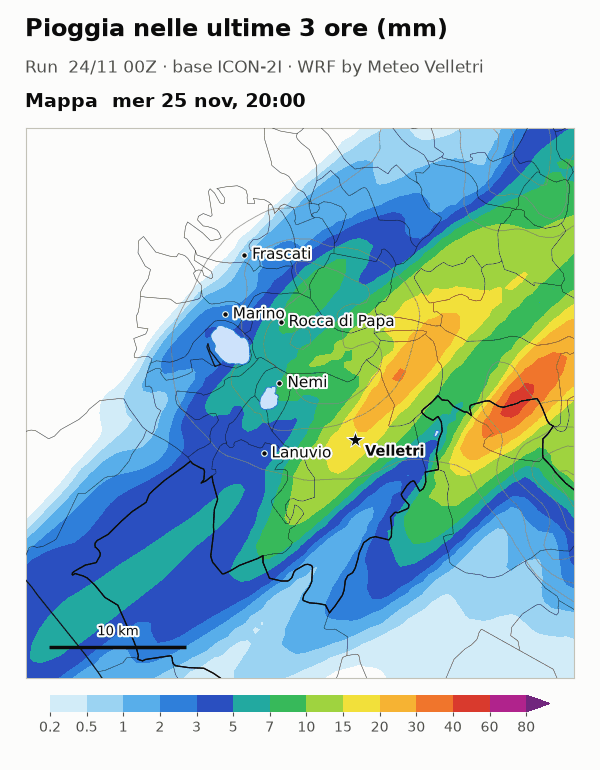 Pioggia nelle ultime 3 ore (mm)
Run  24/11 00Z · base ICON-2I · WRF by Meteo Velletri
Mappa  mer 25 nov, 20:00
Frascati
Marino
Rocca di Papa
Nemi
Velletri
Lanuvio
10 km
0.2 0.5 1 2 3 5 7 10 15 20 30 40 60 80